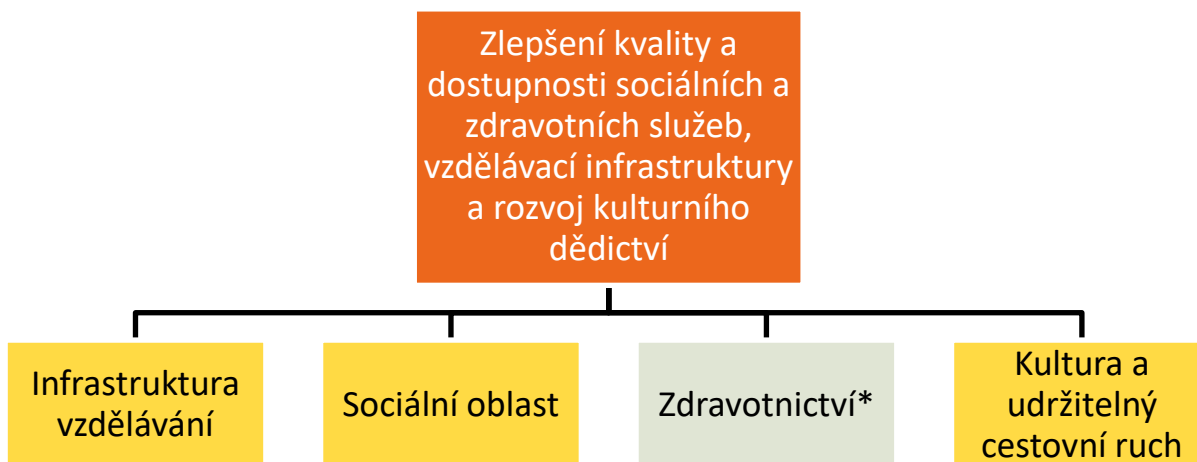 Zlepšení kvality a
dostupnosti sociálních a
zdravotních služeb,
vzdělávací infrastruktury
a rozvoj kulturního
dědictví
Infrastruktura
vzdělávání
Sociální oblast
Zdravotnictví*
Kultura a
udržitelný
cestovní ruch